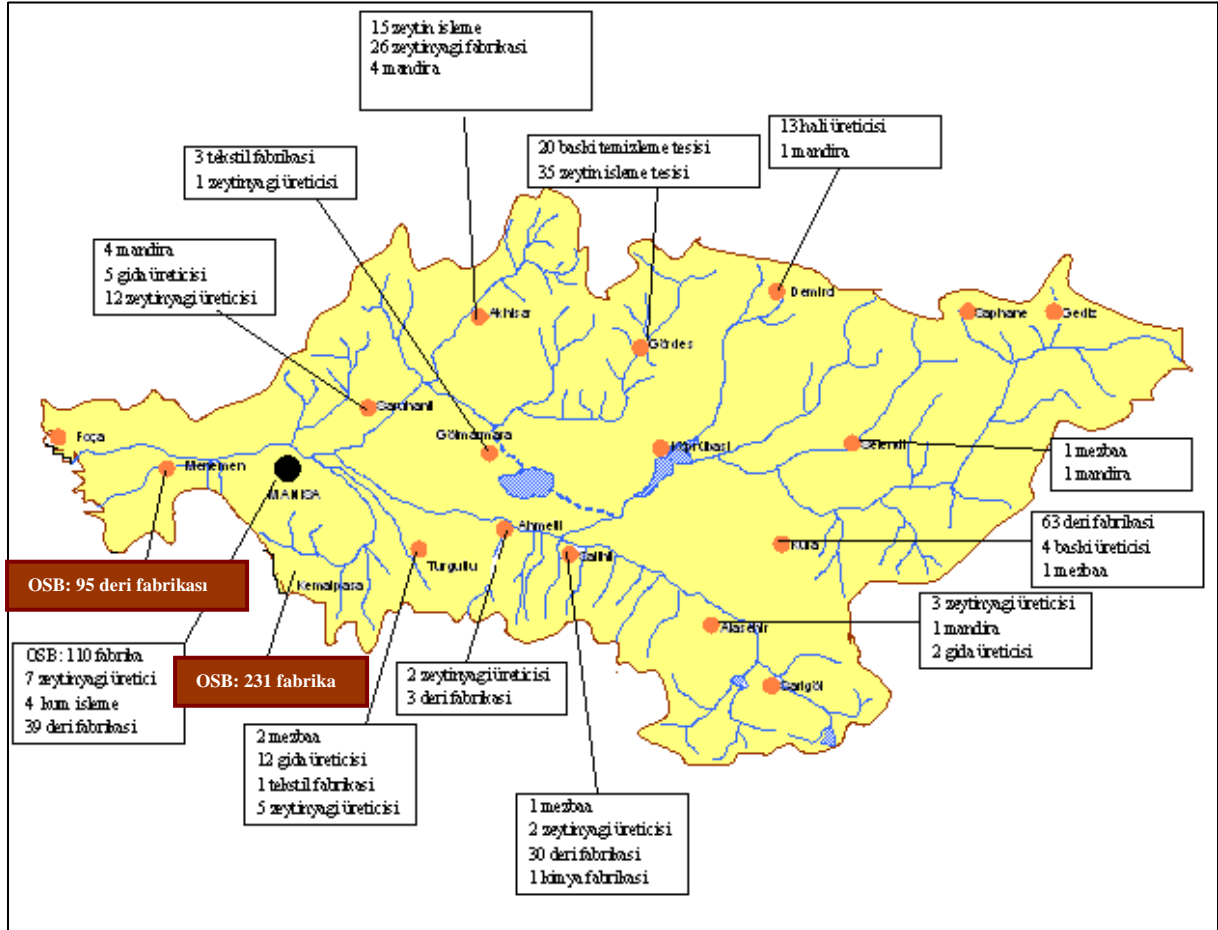 15 zeytin isleme
26 zeytinyagi fabrikasi
4 mandira
13 hali üreticisi
1 mandira
20 baski temizleme tesisi
35 zeytin isleme tesisi
3 tekstil fabrikasi
1 zeytinyagi üreticisi
4 mandira
5 gida üreticisi
12 zeytinyagi üreticisi
Demirci
Saphane
Gediz
Akhisar
Gördes
Saruhanli
Foça
Gölmarmara
Köprübasi
Selendi
Menemen
MANISA
1 mezbaa
1 mandira
Ahmetli
Salihli
Kula
63 deri fabrikasi
4 baski üreticisi
1 mezbaa
Turgutlu
Kemalpasa
OSB: 95 deri fabrikası
Alasehir
3 zeytinyagi üreticisi
1 mandira
2 gida üreticisi
OSB: 110 fabrika
7 zeytinyagi üretici
4 kum isleme
39 deri fabrikasi
OSB: 231 fabrika
2 zeytinyagi üreticisi
3 deri fabrikasi
Sarigöl
2 mezbaa
12 gida üreticisi
1 tekstil fabrikasi
5 zeytinyagi üreticisi
1 mezbaa
2 zeytinyagi üreticisi
30 deri fabrikasi
1 kimya fabrikasi